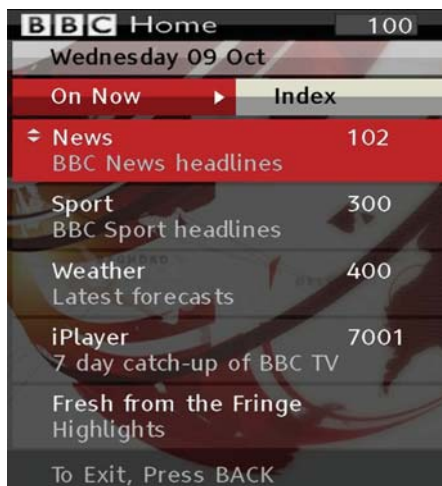 BBC Home 100
Wednesday 09 Oct
On Now Index
News 102
BBC News headlines
Sport 300
BBC Sport headlines
Weather 400
Latest forecasts
iPlayer 7001
7 day catch-up of BBC TV
Fresh from the Fringe
Highlights
To Exit, Press BACK